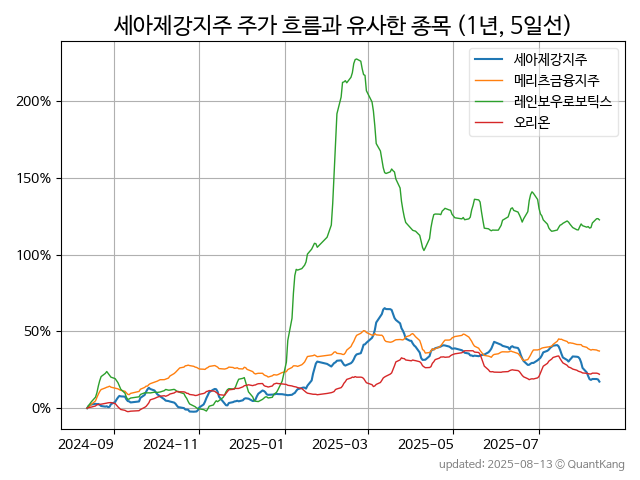 세아제강지주 주가 흐름과 유사한 종목 (1년, 5일선)
세아제강지주
메리츠금융지주
레인보우로보틱스
오리온
200%
150%
100%
50%
0%
2024-09 2024-11 2025-01 2025-03 2025-05 2025-07
updated: 2025-08-13 © QuantKang